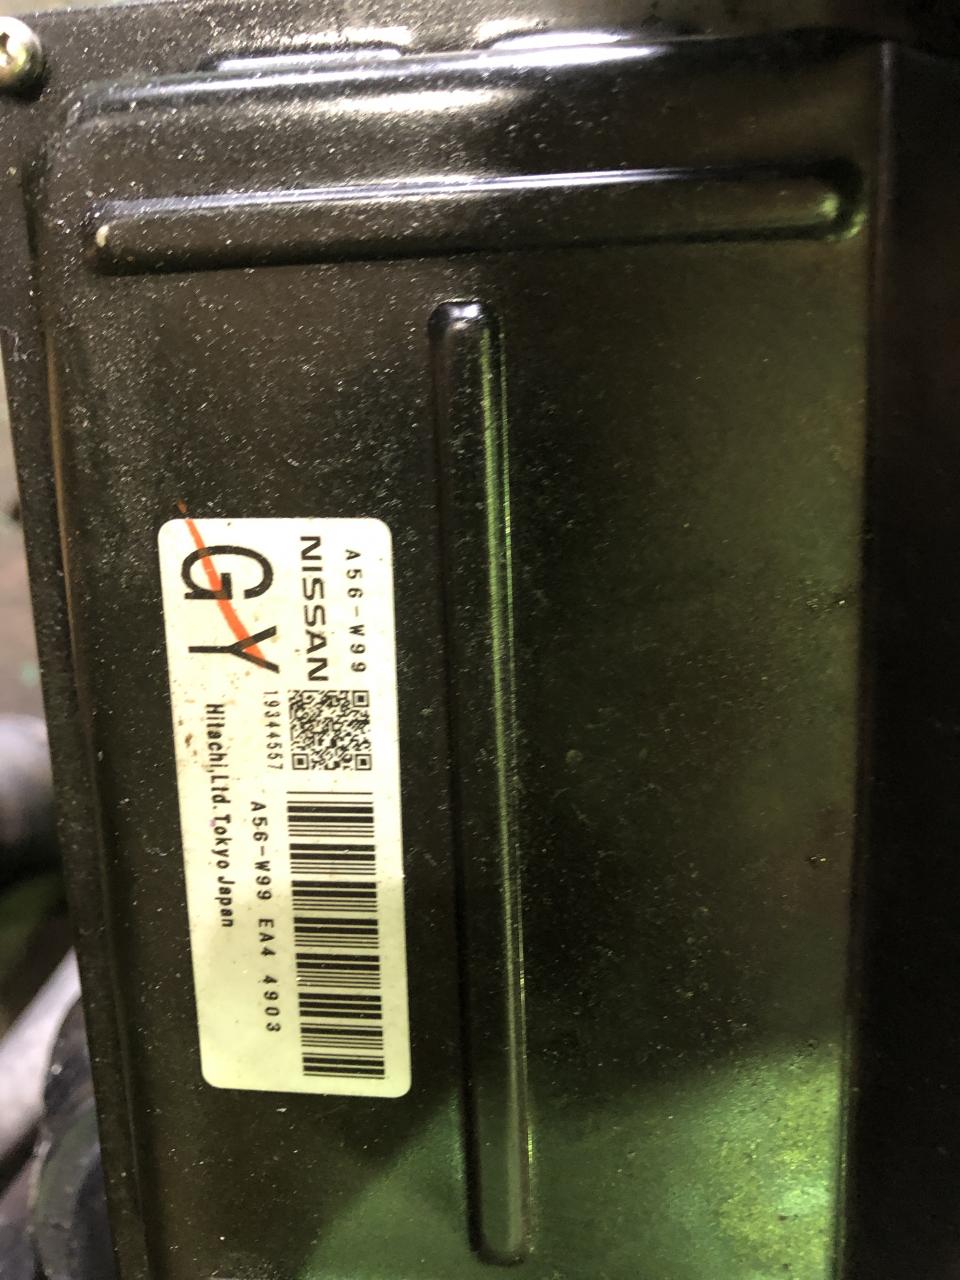 A56-W99
NISSAN
GY
19344557
A56-W99 EA4 4903
Hitachi,Ltd.Tokyo Japan